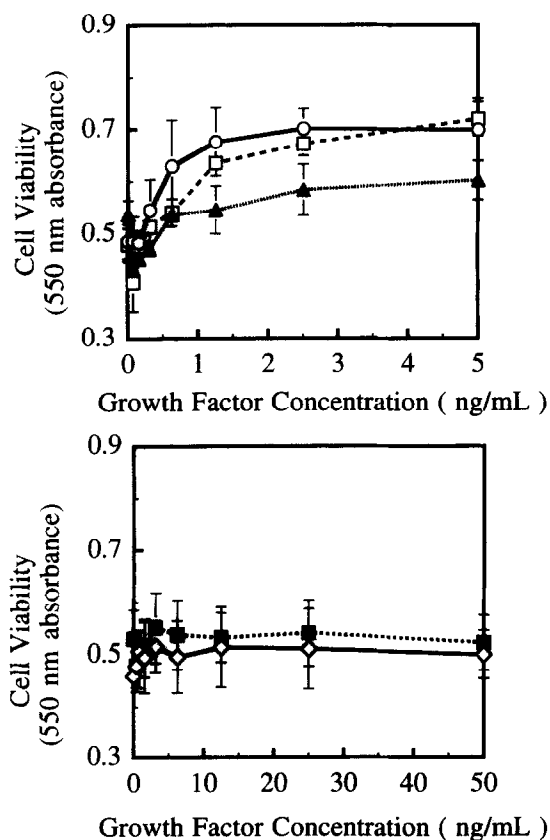 0.9
0.7
0.5
0.3
Cell Viability
(550 nm absorbance)
0 1 2 3 4 5
Growth Factor Concentration ( ng/mL )
0.9
0.7
0.5
0.3
Cell Viability
(550 nm absorbance)
0 10 20 30 40 50
Growth Factor Concentration ( ng/mL )